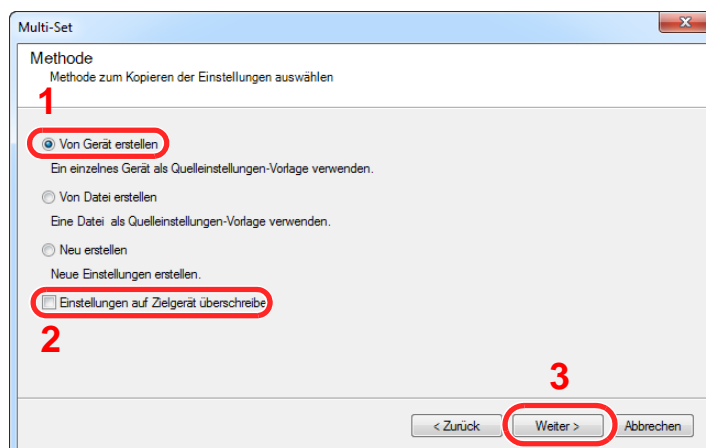 Multi-Set
Methode
Methode zum Kopieren der Einstellungen auswählen
1
Von Gerät erstellen
Ein einzelnes Gerät als Quelleinstellungen-Vorlage verwenden.
Von Datei erstellen
Eine Datei als Quelleinstellungen-Vorlage verwenden.
Neu erstellen
Neue Einstellungen erstellen.
Einstellungen auf Zielgerät überschreibe
2
3
< Zurück Weiter > Abbrechen